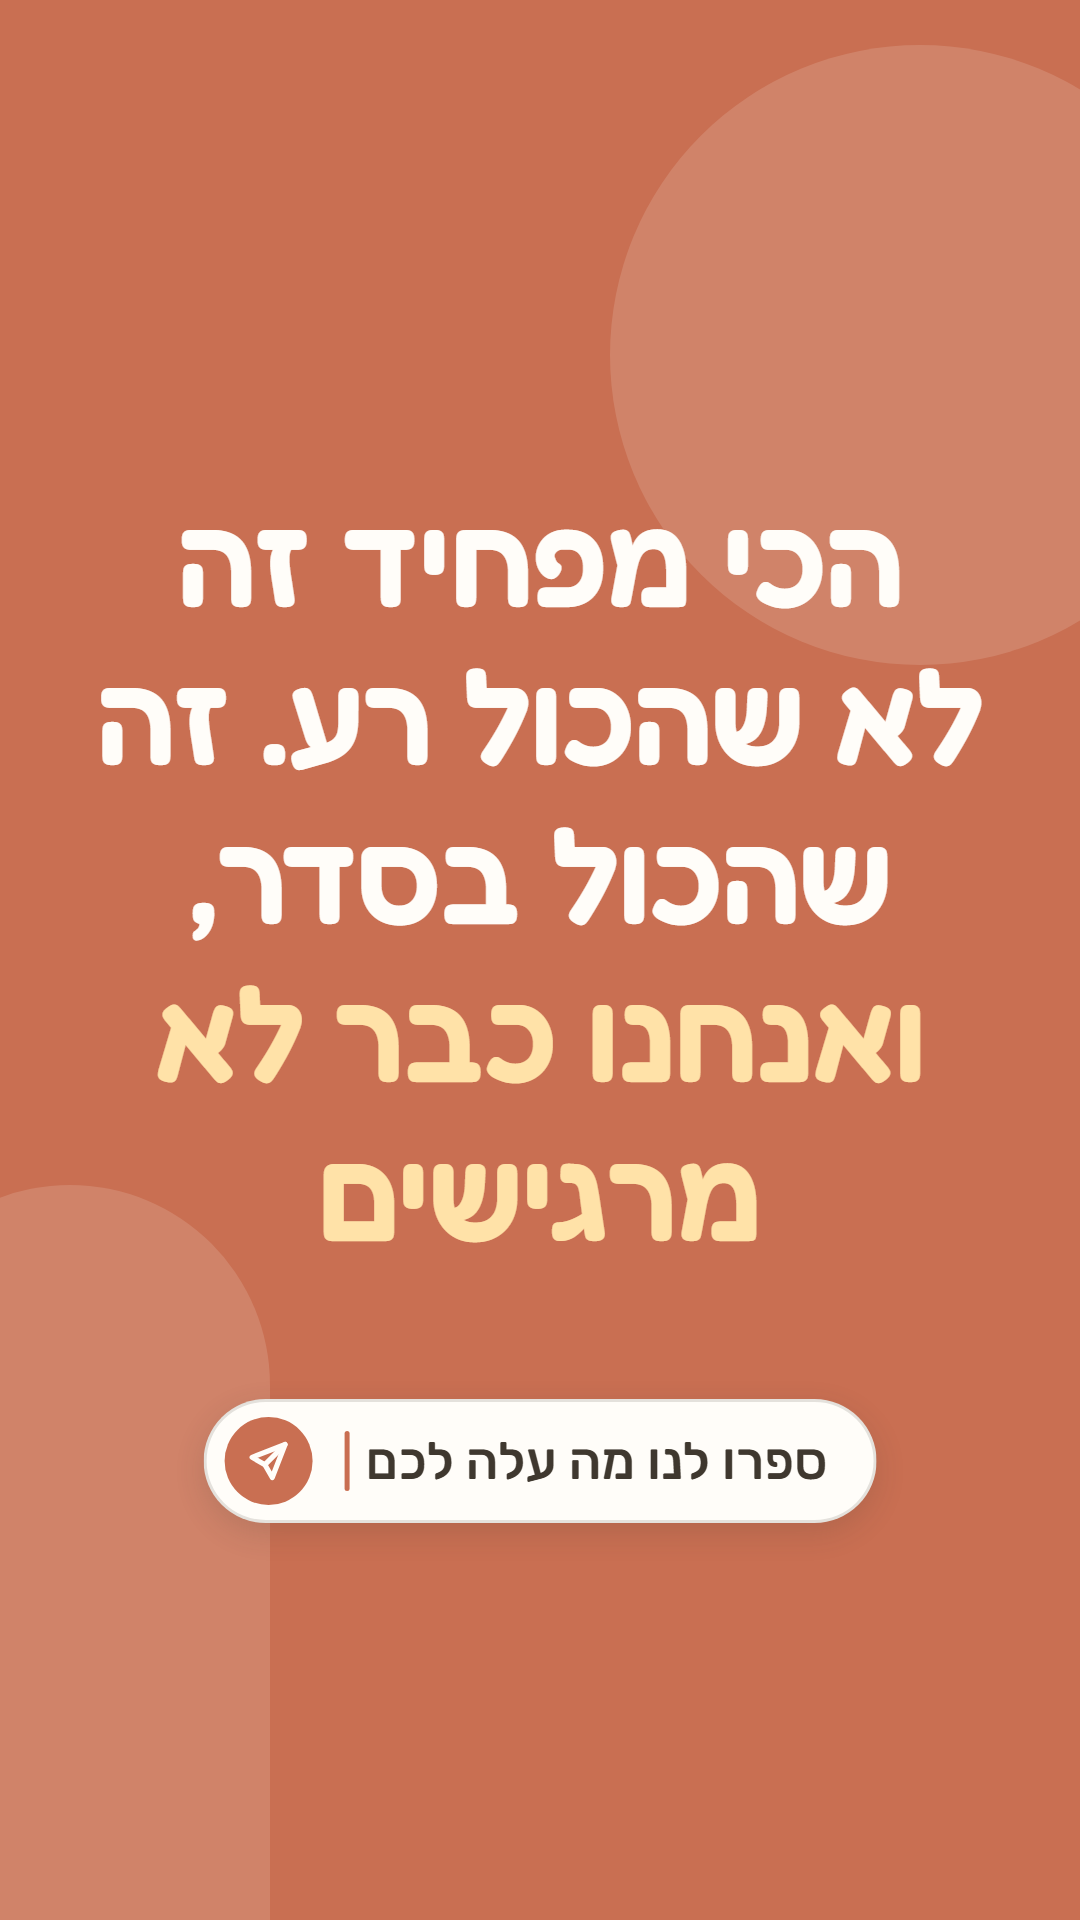 הכי מפחיד זה
לא שהכול רע. זה
שהכול בסדר,
ואנחנו כבר לא
מרגישים
ספרו לנו מה עלה לכם